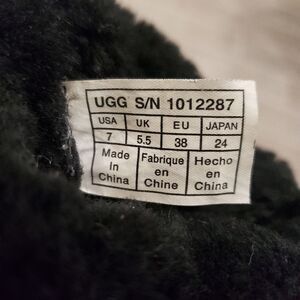 UGG S/N 1012287
USA UK EU JAPAN
7 5.5 38 24
Made Fabrique Hecho
in en en
China Chine China